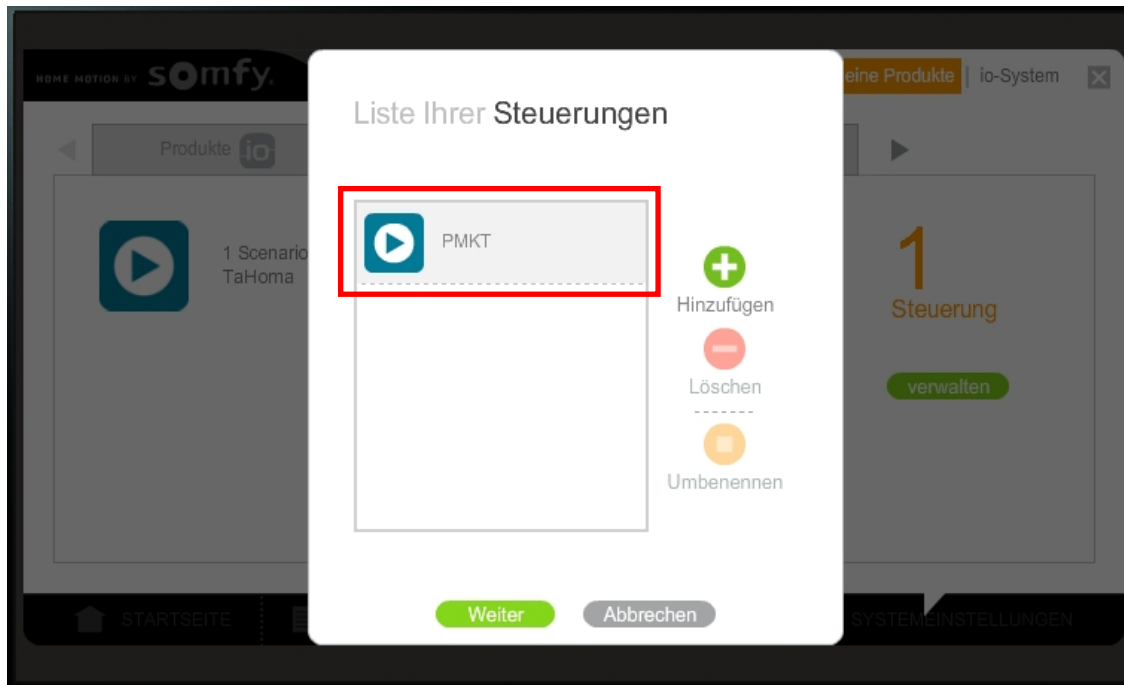 HOME MOTION BY somfy.
eine Produkte | io-System
Produkte io
1 Scenario
TaHoma
Liste Ihrer Steuerungen
PMKT
Hinzufügen
Löschen
Umbenennen
Weiter
Abbrechen
1
Steuerung
verwalten
STARTSEITE
SYSTEMEINSTELLUNGEN